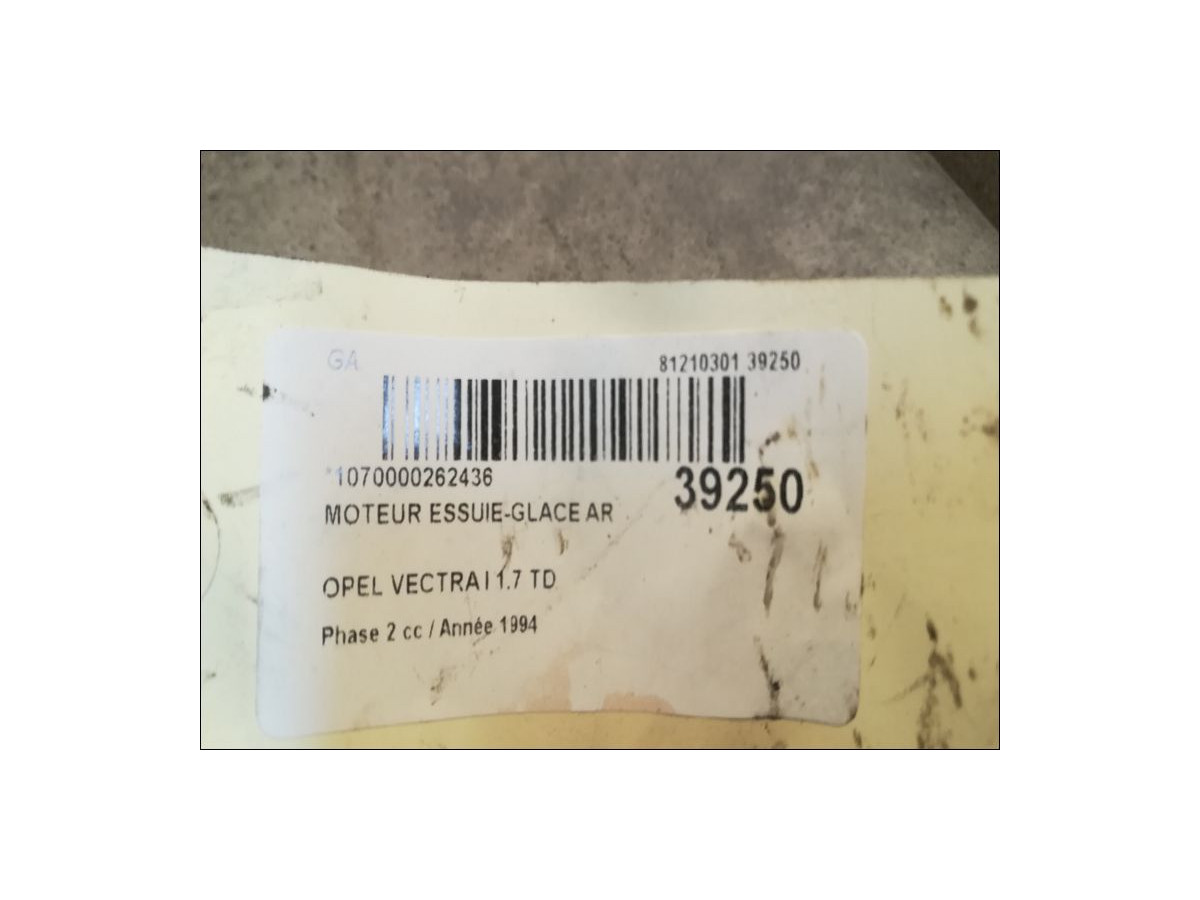 GA
81210301 39250
*1070000262436
39250
MOTEUR ESSUIE-GLACE AR
OPEL VECTRA I 1.7 TD
Phase 2 cc / Année 1994